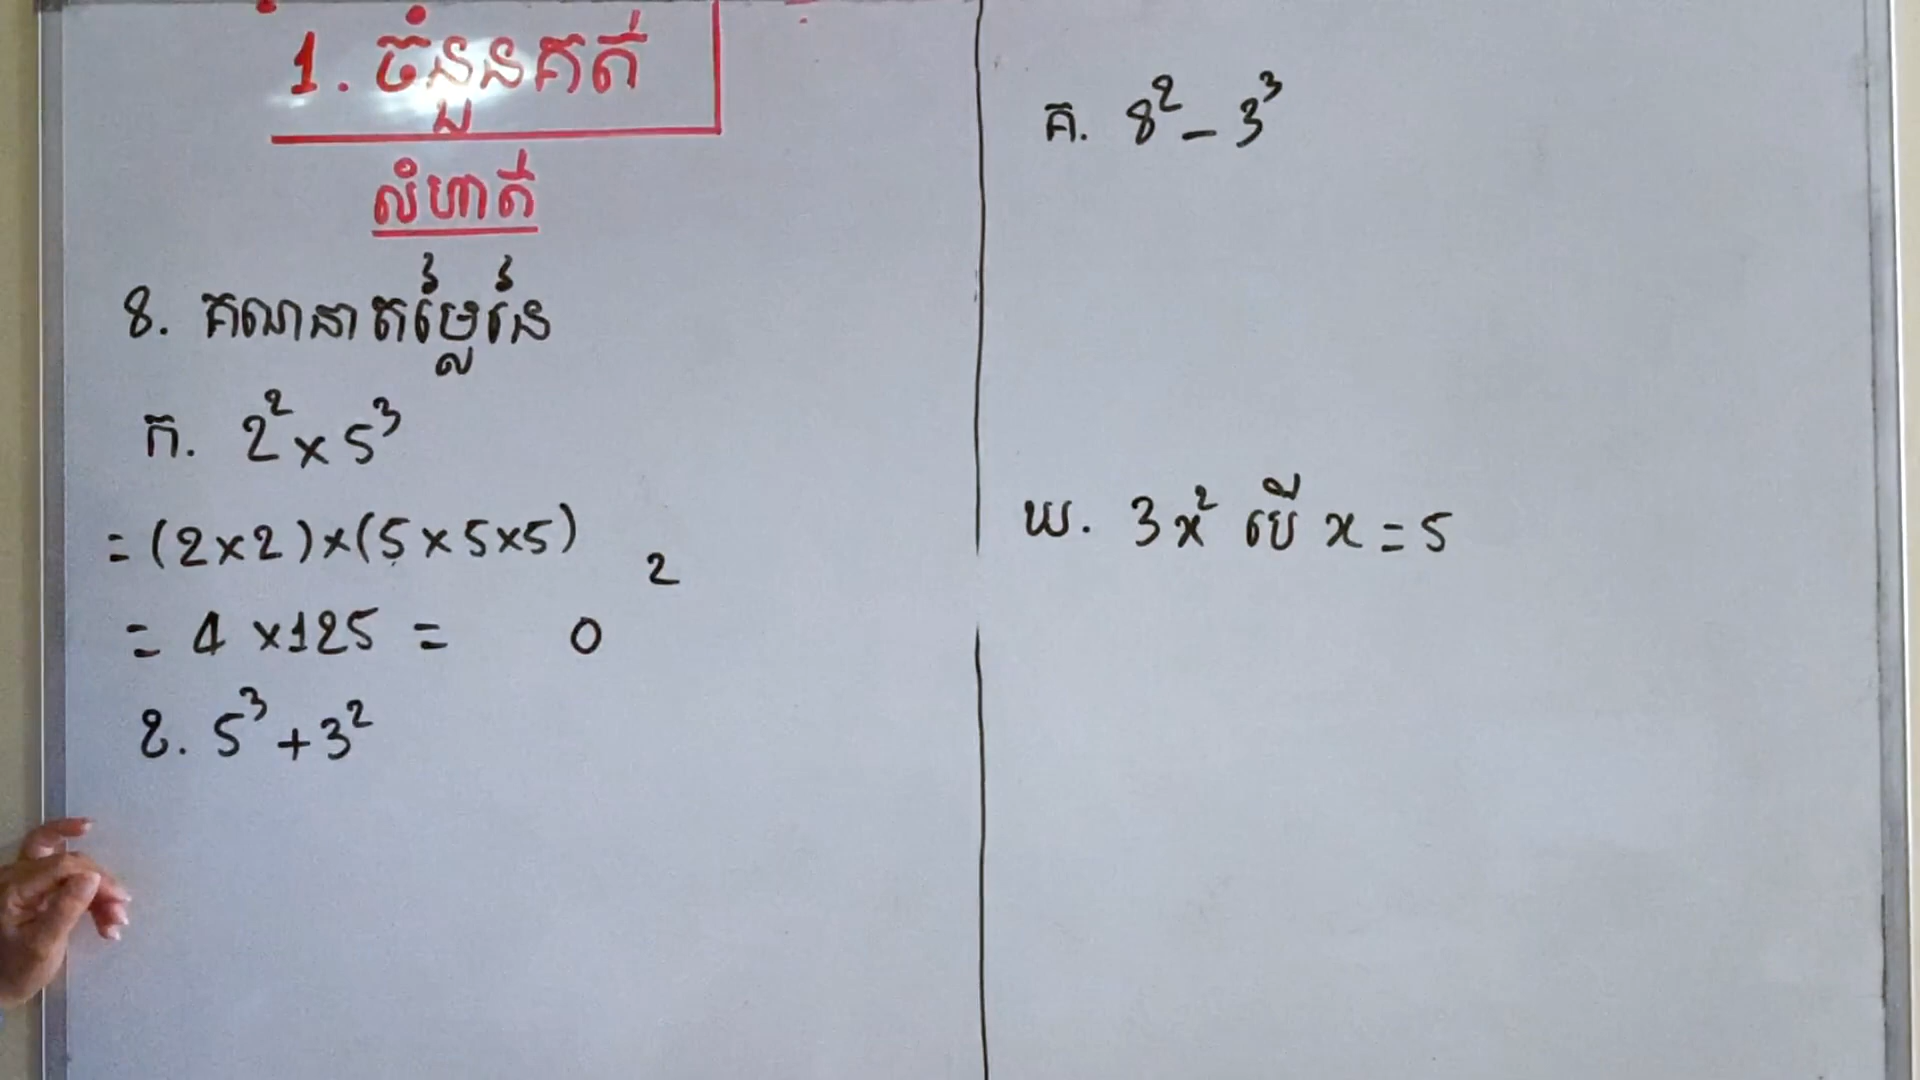 1. ចំនួនគត់
លំហាត់
8. គណនាតម្លៃនៃ
ក. 2² × 5³
= (2×2)×(5×5×5)
2
= 4 ×125 = 0
ខ. 5³ + 3²
គ. 8² - 3³
ឃ. 3x² បើ x = 5